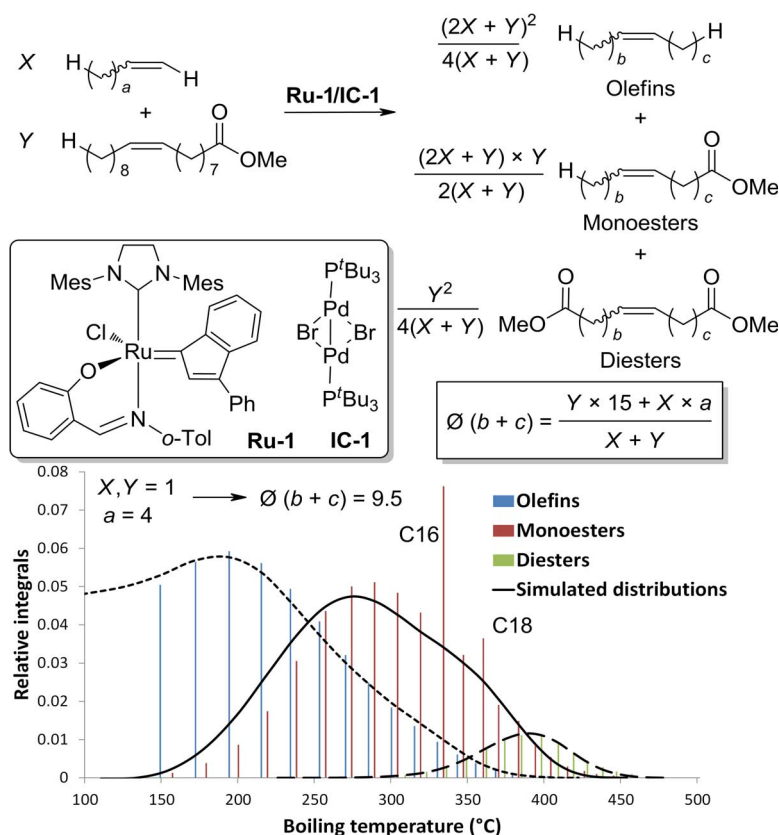 X
H
a
H
+
Y
H
8
7
O
OMe
Ru-1/IC-1
(2X + Y)²
4(X + Y)
H
b
c
H
Olefins
+
(2X + Y) × Y
2(X + Y)
H
b
c
O
OMe
Monoesters
+
Y²
4(X + Y)
O
MeO
b
c
O
OMe
Diesters
Mes
N
N
Mes
Cl
Ru
O
N
Ph
o-Tol
Ru-1
PᵗBu₃
Pd
Br
Br
Pd
PᵗBu₃
IC-1
Ø (b + c) =
Y × 15 + X × a
X + Y
X, Y = 1
a = 4
Ø (b + c) = 9.5
C16
C18
Olefins
Monoesters
Diesters
Simulated distributions
Relative integrals
0.08
0.07
0.06
0.05
0.04
0.03
0.02
0.01
0
100 150 200 250 300 350 400 450 500
Boiling temperature (°C)